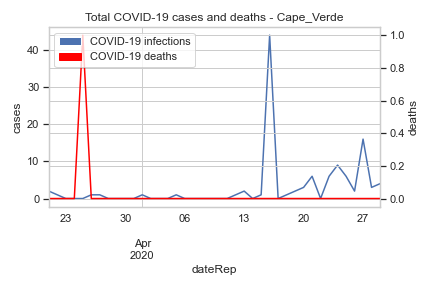 Total COVID-19 cases and deaths - Cape_Verde
COVID-19 infections
COVID-19 deaths
cases
40
30
20
10
0
deaths
1.0
0.8
0.6
0.4
0.2
0.0
23
30
06
13
20
27
Apr
2020
dateRep